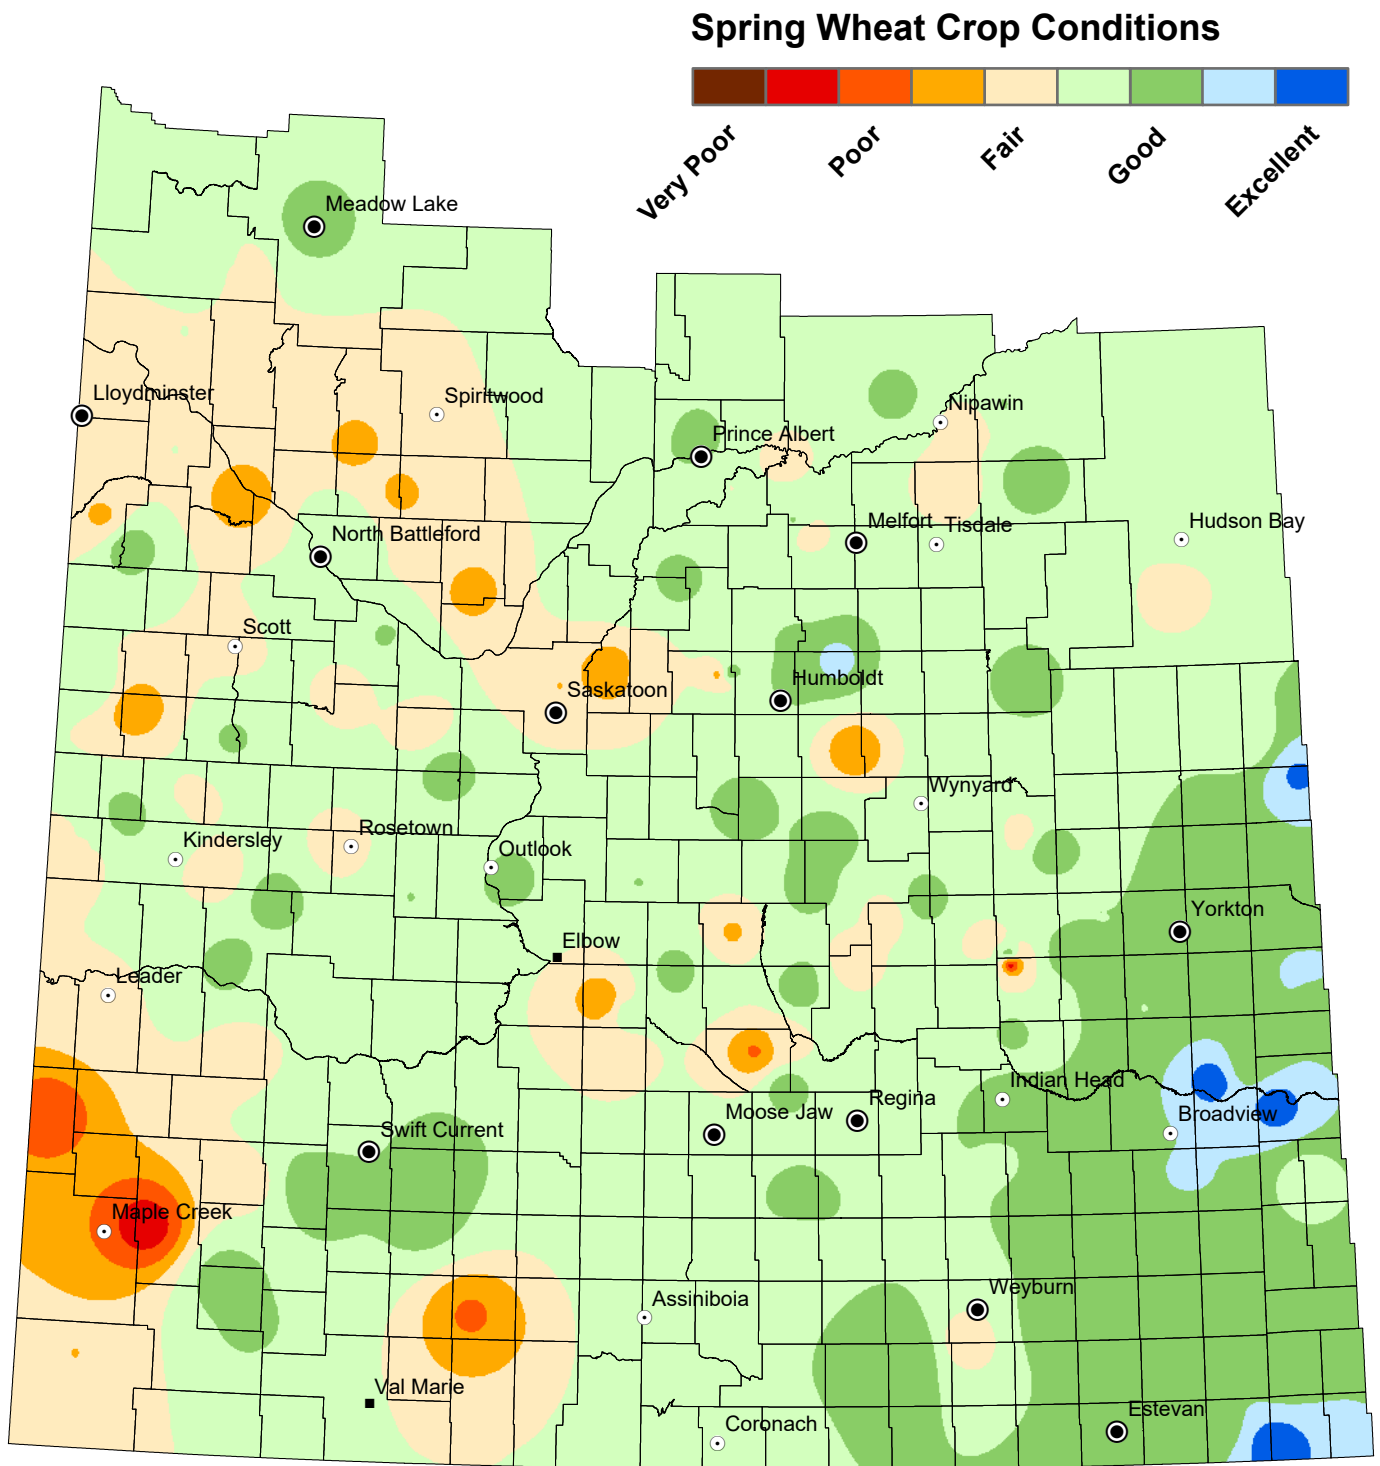 Spring Wheat Crop Conditions
Very Poor
Poor
Fair
Good
Excellent
Meadow Lake
Lloydminster
Spiritwood
Nipawin
Prince Albert
Melfort
Tisdale
Hudson Bay
North Battleford
Scott
Saskatoon
Humboldt
Wynyard
Kindersley
Rosetown
Outlook
Yorkton
Elbow
Leader
Indian Head
Regina
Moose Jaw
Broadview
Swift Current
Maple Creek
Weyburn
Assiniboia
Val Marie
Estevan
Coronach